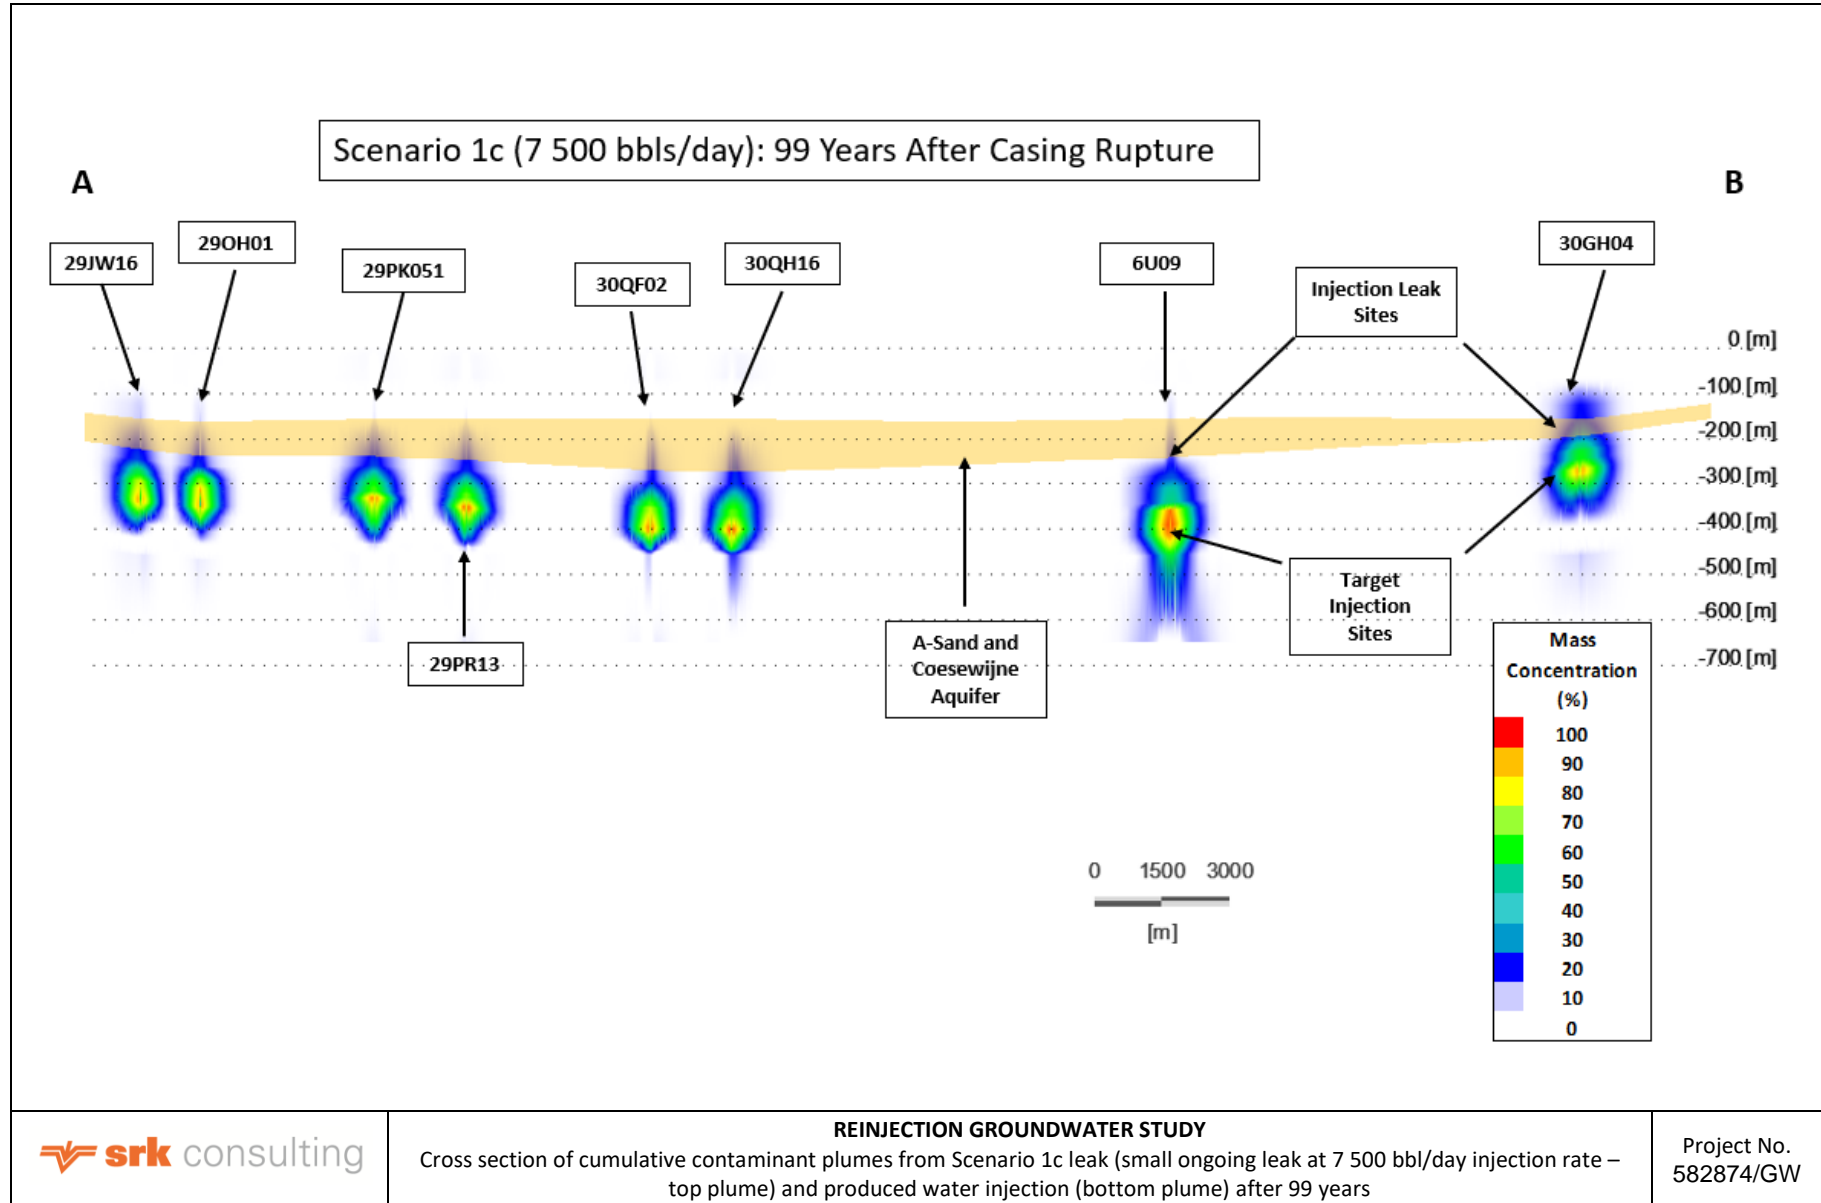 Scenario 1c (7 500 bbls/day): 99 Years After Casing Rupture
A
B
29JW16
29OH01
29PK051
30QF02
30QH16
6U09
Injection Leak
Sites
30GH04
0 [m]
-100 [m]
-200 [m]
-300 [m]
-400 [m]
-500 [m]
-600 [m]
-700 [m]
29PR13
A-Sand and
Coesewijne
Aquifer
Target
Injection
Sites
Mass
Concentration
(%)
100
90
80
70
60
50
40
30
20
10
0
0 1500 3000
[m]
srk consulting
REINJECTION GROUNDWATER STUDY
Cross section of cumulative contaminant plumes from Scenario 1c leak (small ongoing leak at 7 500 bbl/day injection rate –
top plume) and produced water injection (bottom plume) after 99 years
Project No.
582874/GW